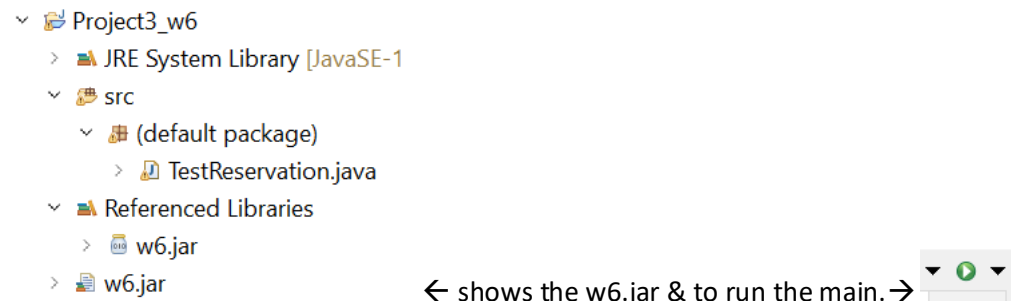 Project3_w6
JRE System Library [JavaSE-1
src
(default package)
TestReservation.java
Referenced Libraries
w6.jar
w6.jar
← shows the w6.jar & to run the main. →